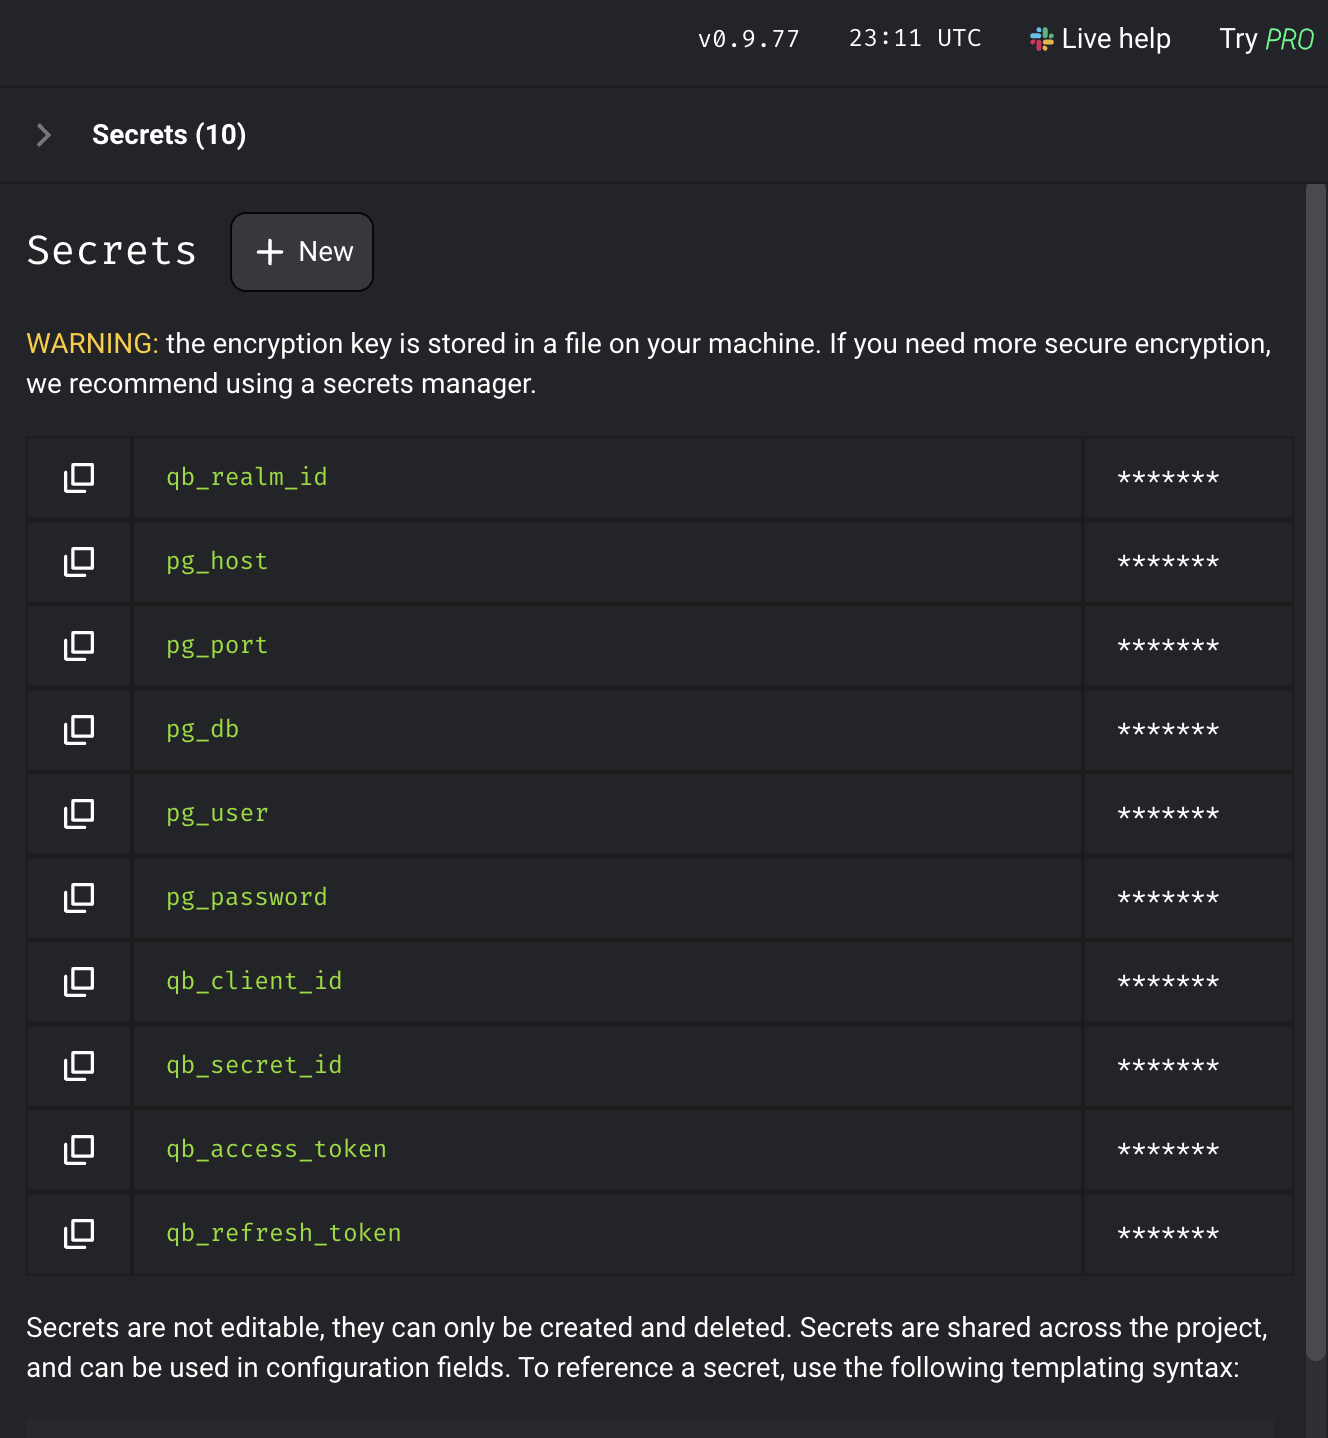 v0.9.77 23:11 UTC Live help Try PRO
Secrets (10)
Secrets + New
WARNING: the encryption key is stored in a file on your machine. If you need more secure encryption,
we recommend using a secrets manager.
qb_realm_id *******
pg_host *******
pg_port *******
pg_db *******
pg_user *******
pg_password *******
qb_client_id *******
qb_secret_id *******
qb_access_token *******
qb_refresh_token *******
Secrets are not editable, they can only be created and deleted. Secrets are shared across the project,
and can be used in configuration fields. To reference a secret, use the following templating syntax: